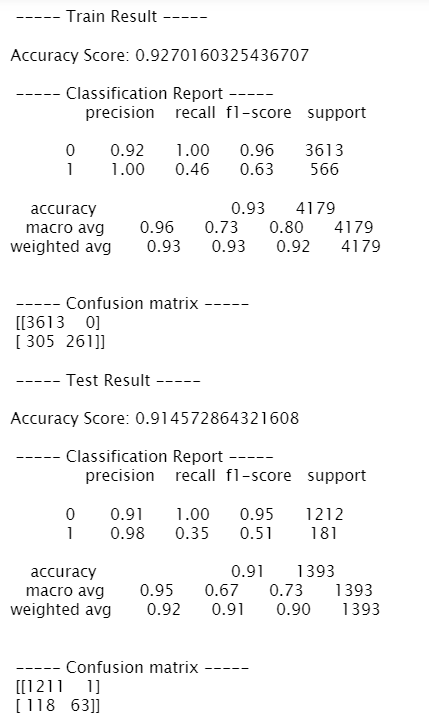 ----- Train Result -----
Accuracy Score: 0.9270160325436707
----- Classification Report -----
precision recall f1-score support
0 0.92 1.00 0.96 3613
1 1.00 0.46 0.63 566
accuracy 0.93 4179
macro avg 0.96 0.73 0.80 4179
weighted avg 0.93 0.93 0.92 4179
----- Confusion matrix -----
[[3613 0]
[ 305 261]]
----- Test Result -----
Accuracy Score: 0.914572864321608
----- Classification Report -----
precision recall f1-score support
0 0.91 1.00 0.95 1212
1 0.98 0.35 0.51 181
accuracy 0.91 1393
macro avg 0.95 0.67 0.73 1393
weighted avg 0.92 0.91 0.90 1393
----- Confusion matrix -----
[[1211 1]
[ 118 63]]